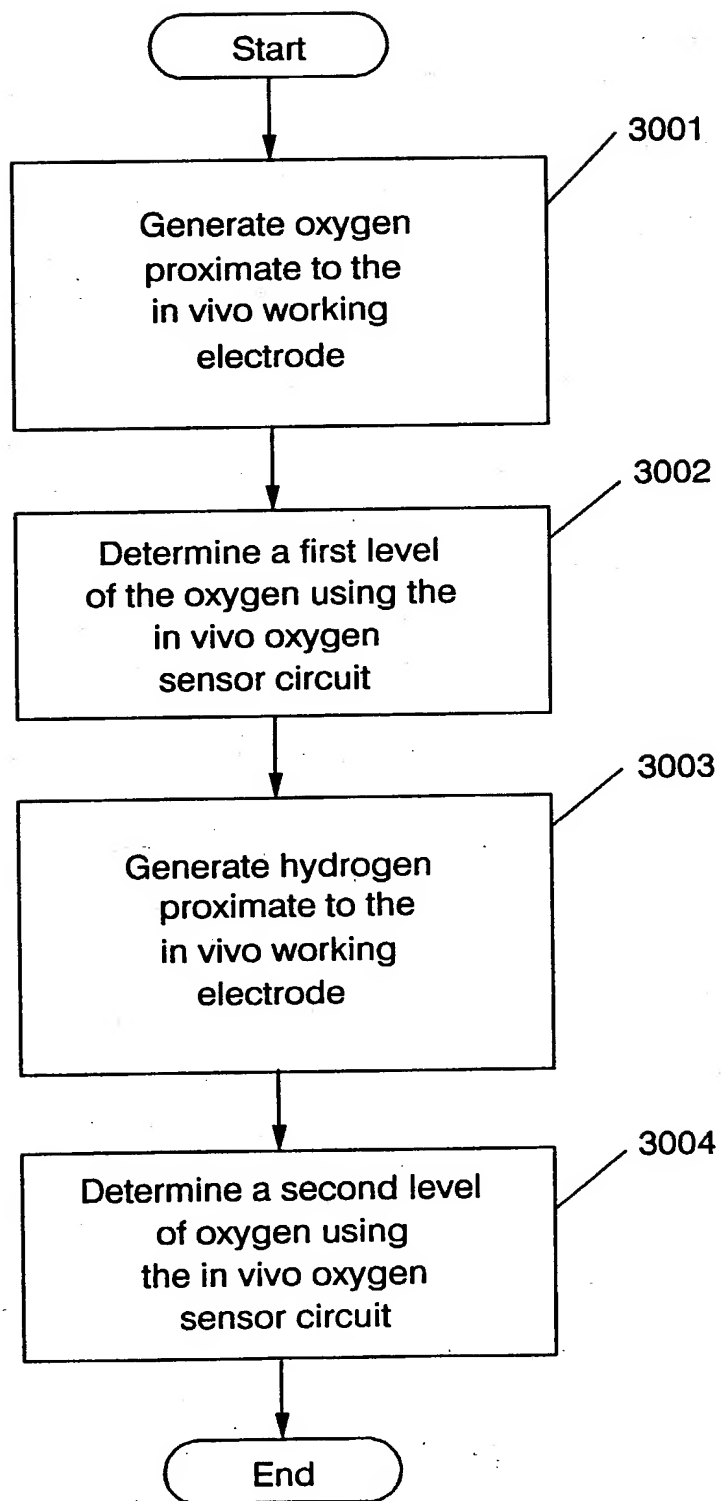 Start
3001
Generate oxygen
proximate to the
in vivo working
electrode
3002
Determine a first level
of the oxygen using the
in vivo oxygen
sensor circuit
3003
Generate hydrogen
proximate to the
in vivo working
electrode
3004
Determine a second level
of oxygen using
the in vivo oxygen
sensor circuit
End